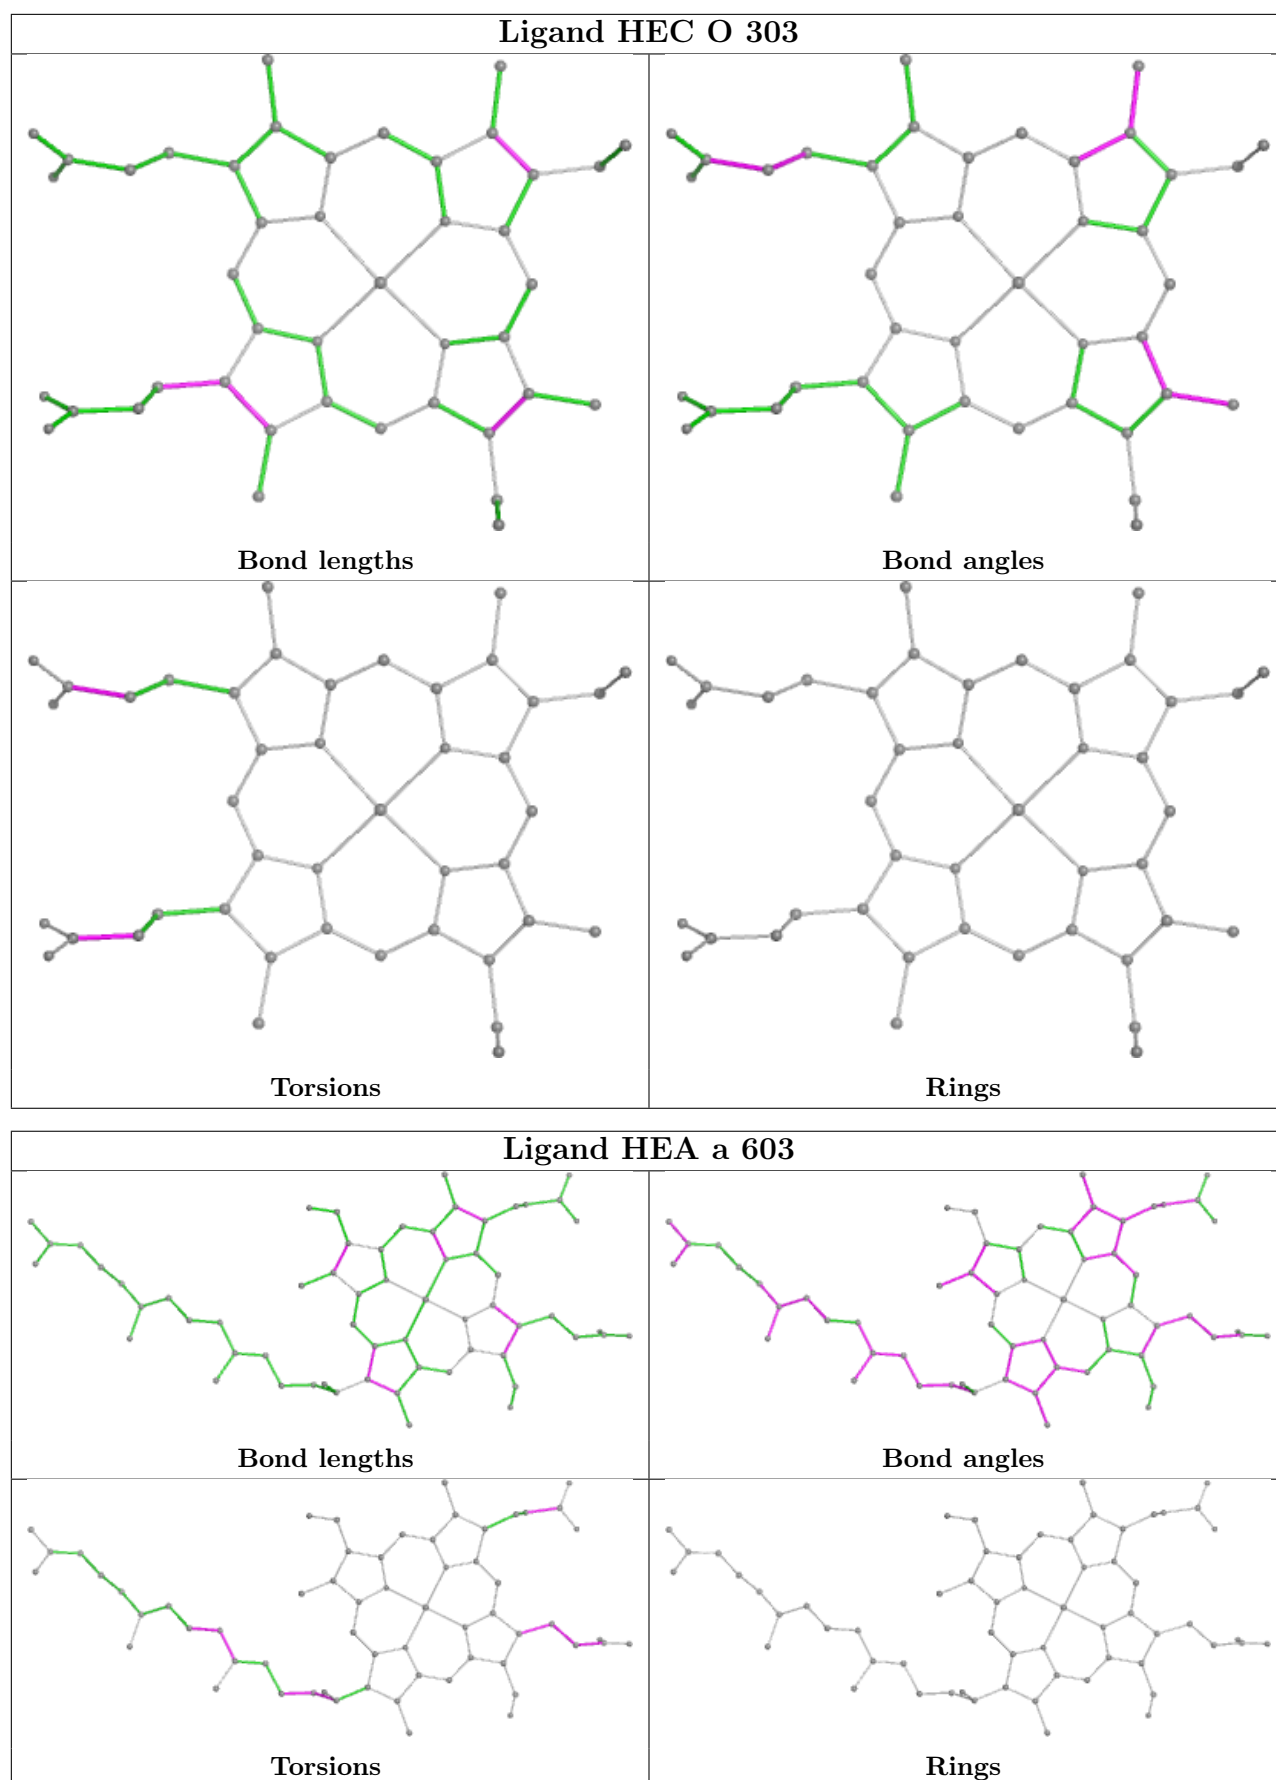 Ligand HEC O 303
Bond lengths
Bond angles
Torsions
Rings
Ligand HEA a 603
Bond lengths
Bond angles
Torsions
Rings